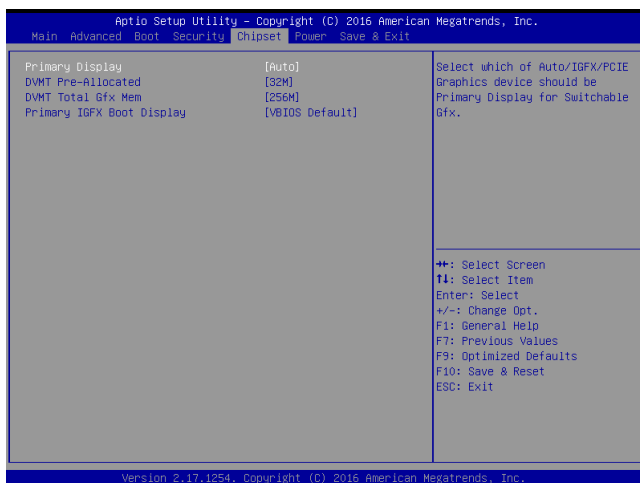 Aptio Setup Utility – Copyright (C) 2016 American Megatrends, Inc.
Main Advanced Boot Security Chipset Power Save & Exit
Primary Display [Auto]
DVMT Pre-Allocated [32M]
DVMT Total Gfx Mem [256M]
Primary IGFX Boot Display [VBIOS Default]
Select which of Auto/IGFX/PCIE
Graphics device should be
Primary Display for Switchable
Gfx.
→←: Select Screen
↑↓: Select Item
Enter: Select
+/-: Change Opt.
F1: General Help
F7: Previous Values
F9: Optimized Defaults
F10: Save & Reset
ESC: Exit
Version 2.17.1254. Copyright (C) 2016 American Megatrends, Inc.